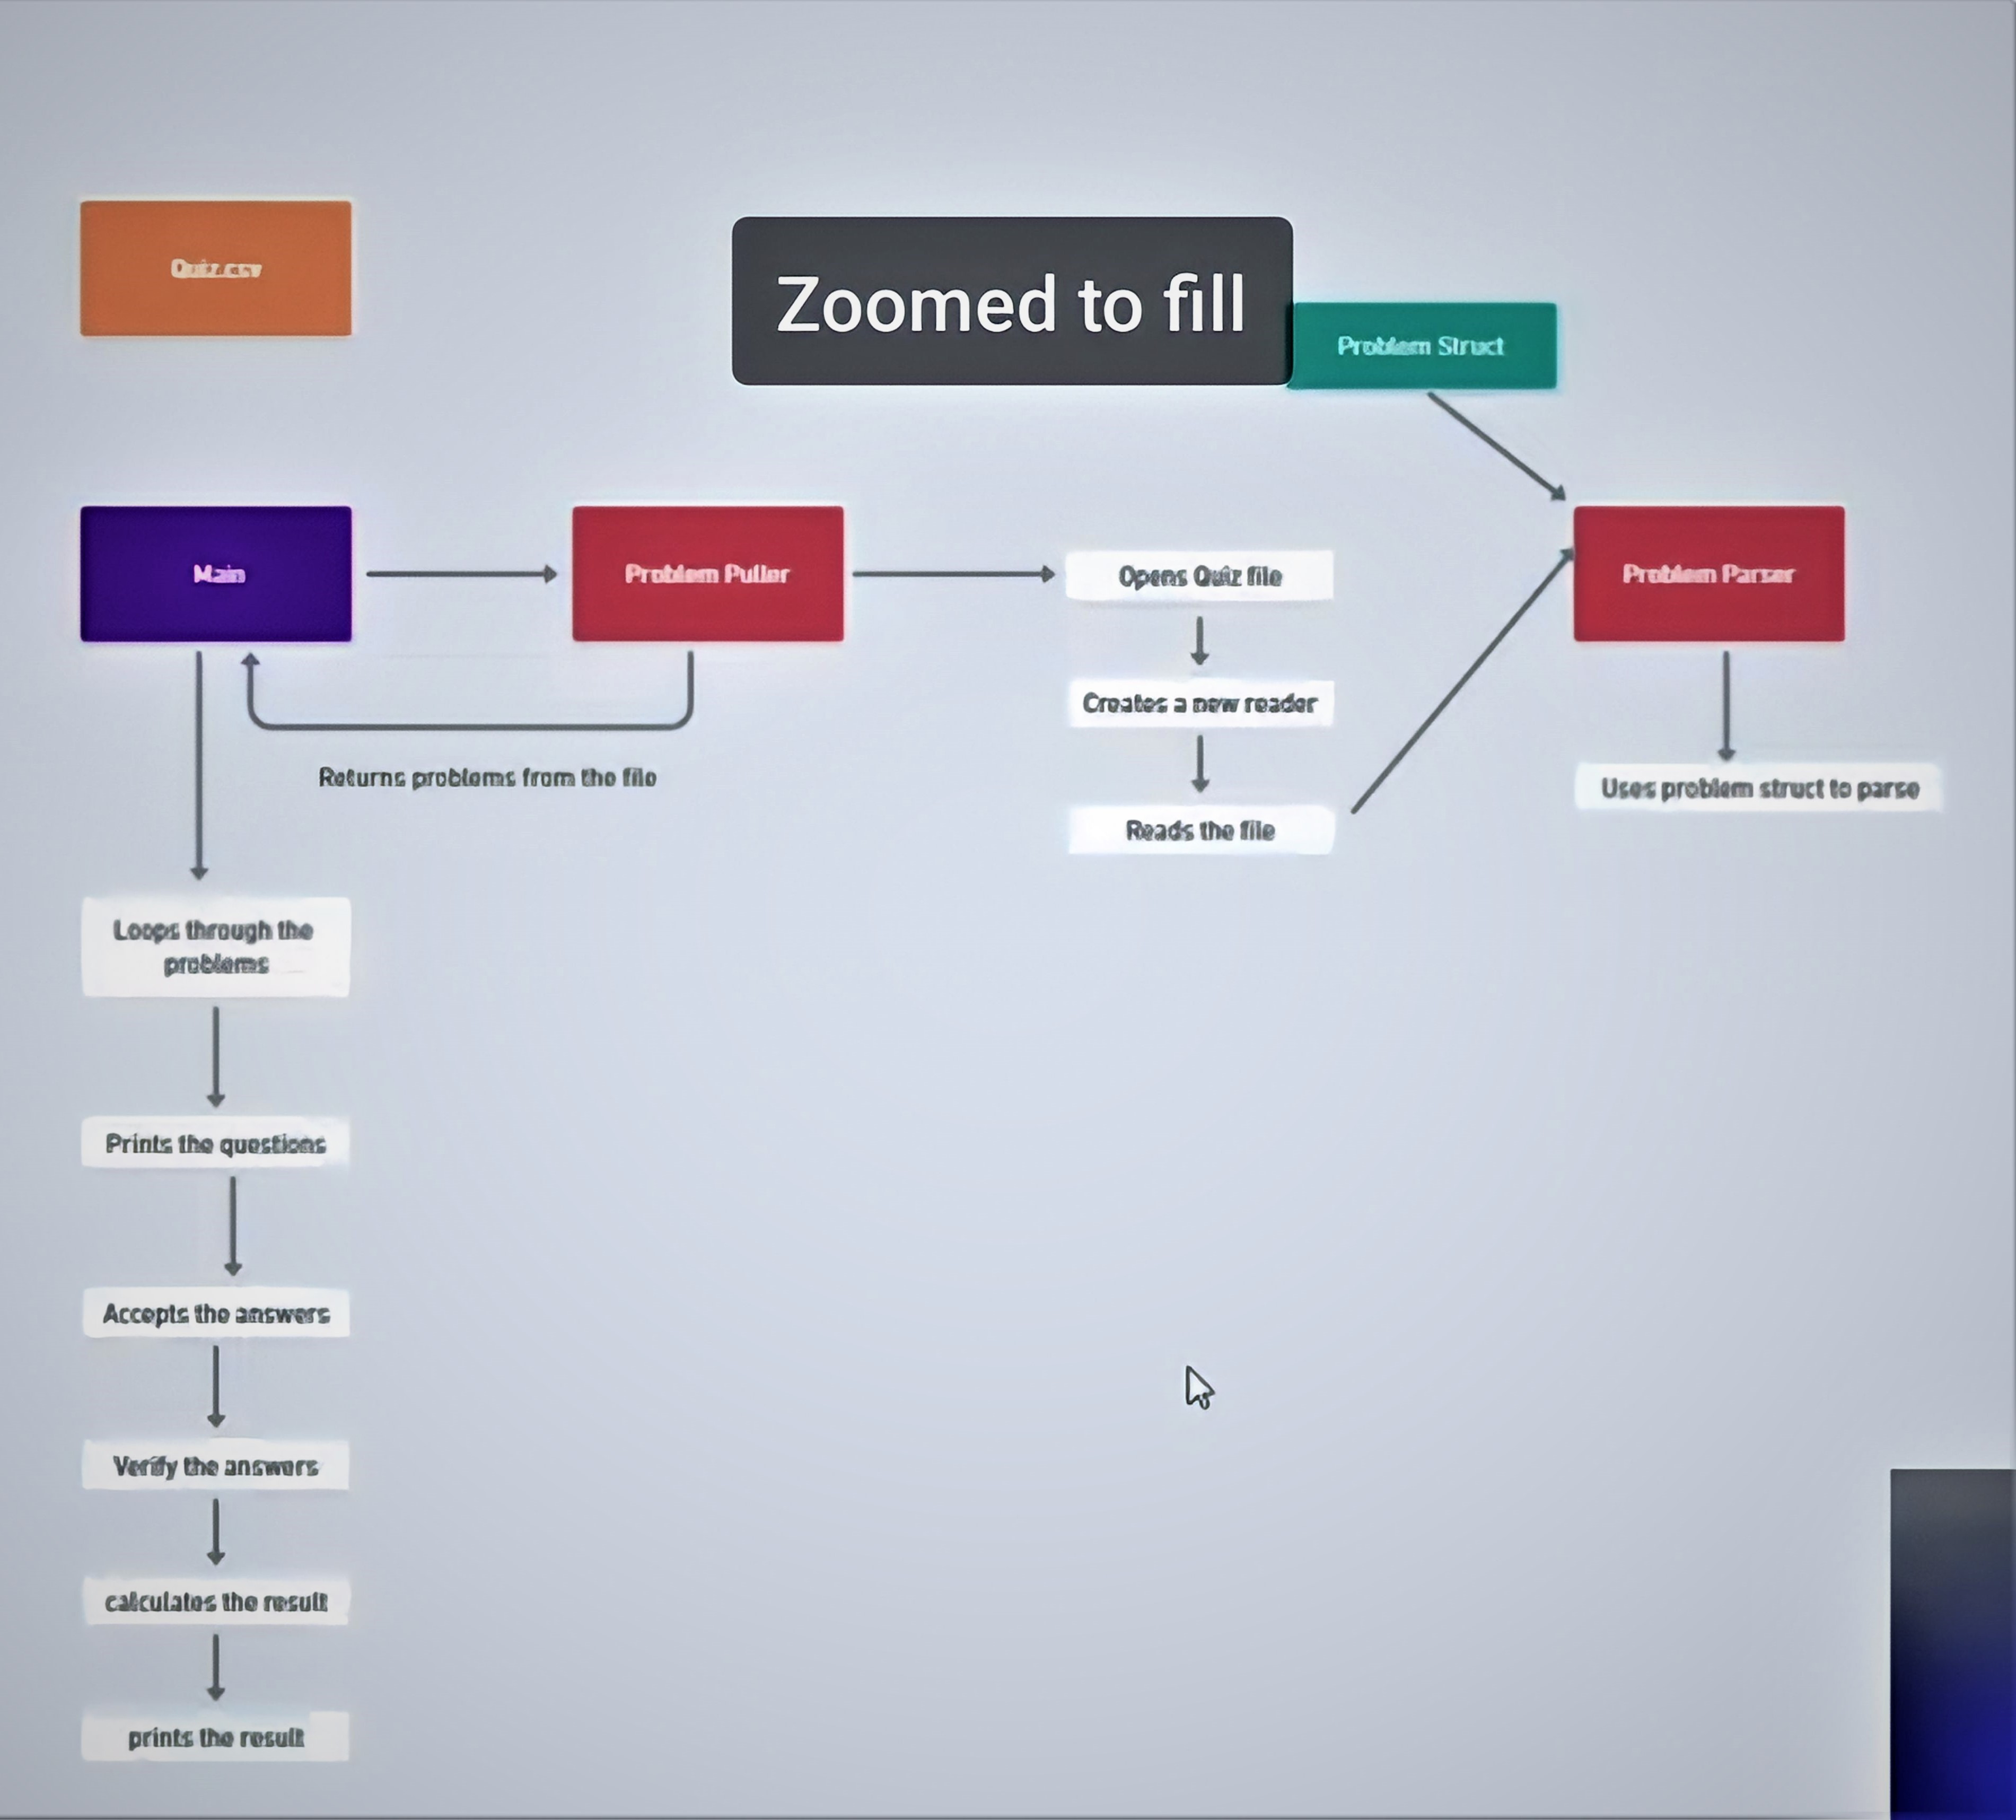 Quiz.csv
Zoomed to fill
Problem Struct
Main
Problem Puller
Opens Quiz file
Problem Parser
Creates a new reader
Returns problems from the file
Uses problem struct to parse
Reads the file
Loops through the
problems
Prints the questions
Accepts the answers
Verify the answers
calculates the result
prints the result